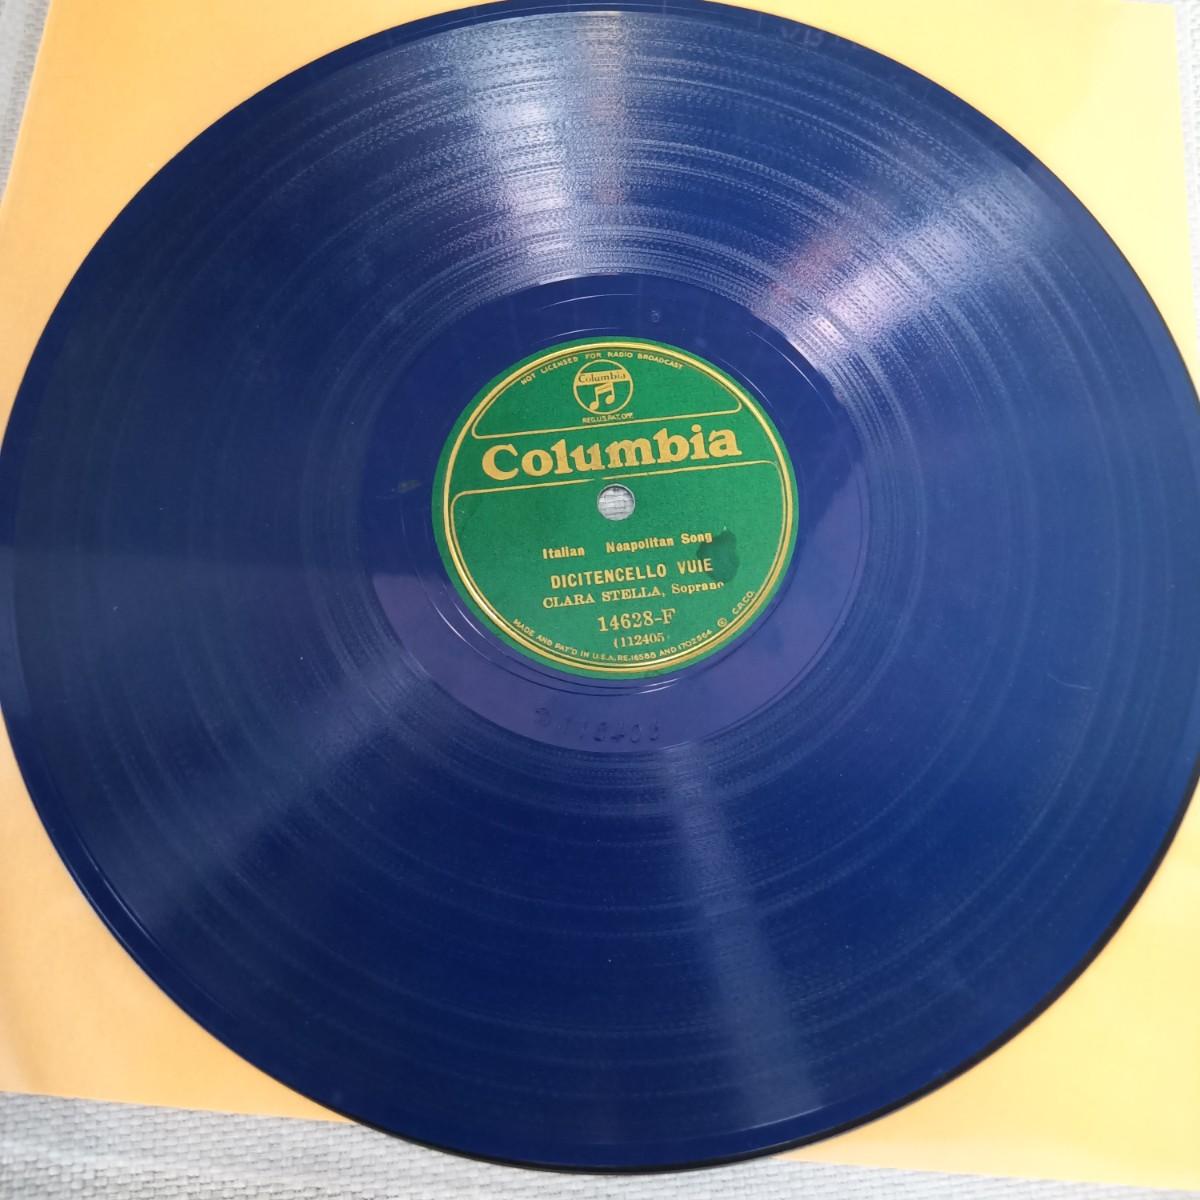 NOT LICENSED FOR RADIO BROADCAST
Columbia
REG.U.S.PAT.OFF.
Columbia
Italian Neapolitan Song
DICITENCELLO VUIE
CLARA STELLA, Soprano
14628-F
(112405
MADE AND PAT'D IN U.S.A. RE.16588 AND 1702564 Ⓟ C.P.CO.